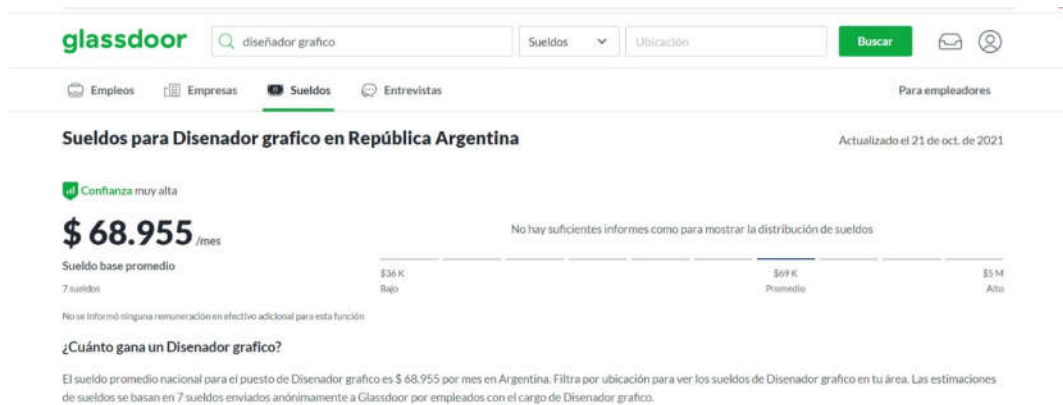 glassdoor
diseñador grafico
Sueldos
Ubicación
Buscar
Empleos
Empresas
Sueldos
Entrevistas
Para empleadores
Sueldos para Disenador grafico en República Argentina
Actualizado el 21 de oct. de 2021
Confianza muy alta
$ 68.955 /mes
No hay suficientes informes como para mostrar la distribución de sueldos
Sueldo base promedio
7 sueldos
$36 K
Bajo
$69 K
Promedio
$5 M
Alto
No se informó ninguna remuneración en efectivo adicional para esta función
¿Cuánto gana un Disenador grafico?
El sueldo promedio nacional para el puesto de Disenador grafico es $ 68.955 por mes en Argentina. Filtra por ubicación para ver los sueldos de Disenador grafico en tu área. Las estimaciones
de sueldos se basan en 7 sueldos enviados anónimamente a Glassdoor por empleados con el cargo de Disenador grafico.